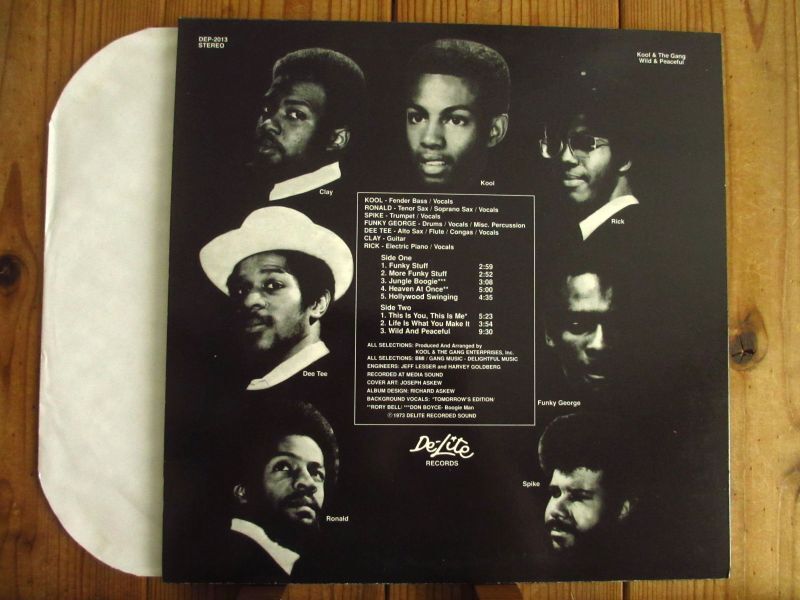 DEP-2013
STEREO
Kool & The Gang
Wild & Peaceful
Clay
Kool
Rick
KOOL - Fender Bass / Vocals
RONALD - Tenor Sax / Soprano Sax / Vocals
SPIKE - Trumpet / Vocals
FUNKY GEORGE - Drums / Vocals / Misc. Percussion
DEE TEE - Alto Sax / Flute / Congas / Vocals
CLAY - Guitar
RICK - Electric Piano / Vocals
Side One
1. Funky Stuff 2:59
2. More Funky Stuff 2:52
3. Jungle Boogie*** 3:08
4. Heaven At Once** 5:00
5. Hollywood Swinging 4:35
Side Two
1. This Is You, This Is Me* 5:23
2. Life Is What You Make It 3:54
3. Wild And Peaceful 9:30
ALL SELECTIONS: Produced And Arranged by
KOOL & THE GANG ENTERPRISES, Inc.
ALL SELECTIONS: BMI / GANG MUSIC - DELIGHTFUL MUSIC
ENGINEERS: JEFF LESSER and HARVEY GOLDBERG
RECORDED AT MEDIA SOUND
COVER ART: JOSEPH ASKEW
ALBUM DESIGN: RICHARD ASKEW
BACKGROUND VOCALS: *TOMORROW'S EDITION/
**RORY BELL/ ***DON BOYCE- Boogie Man
Ⓟ 1973 DELITE RECORDED SOUND
Dee Tee
Funky George
De-Lite
RECORDS
Ronald
Spike